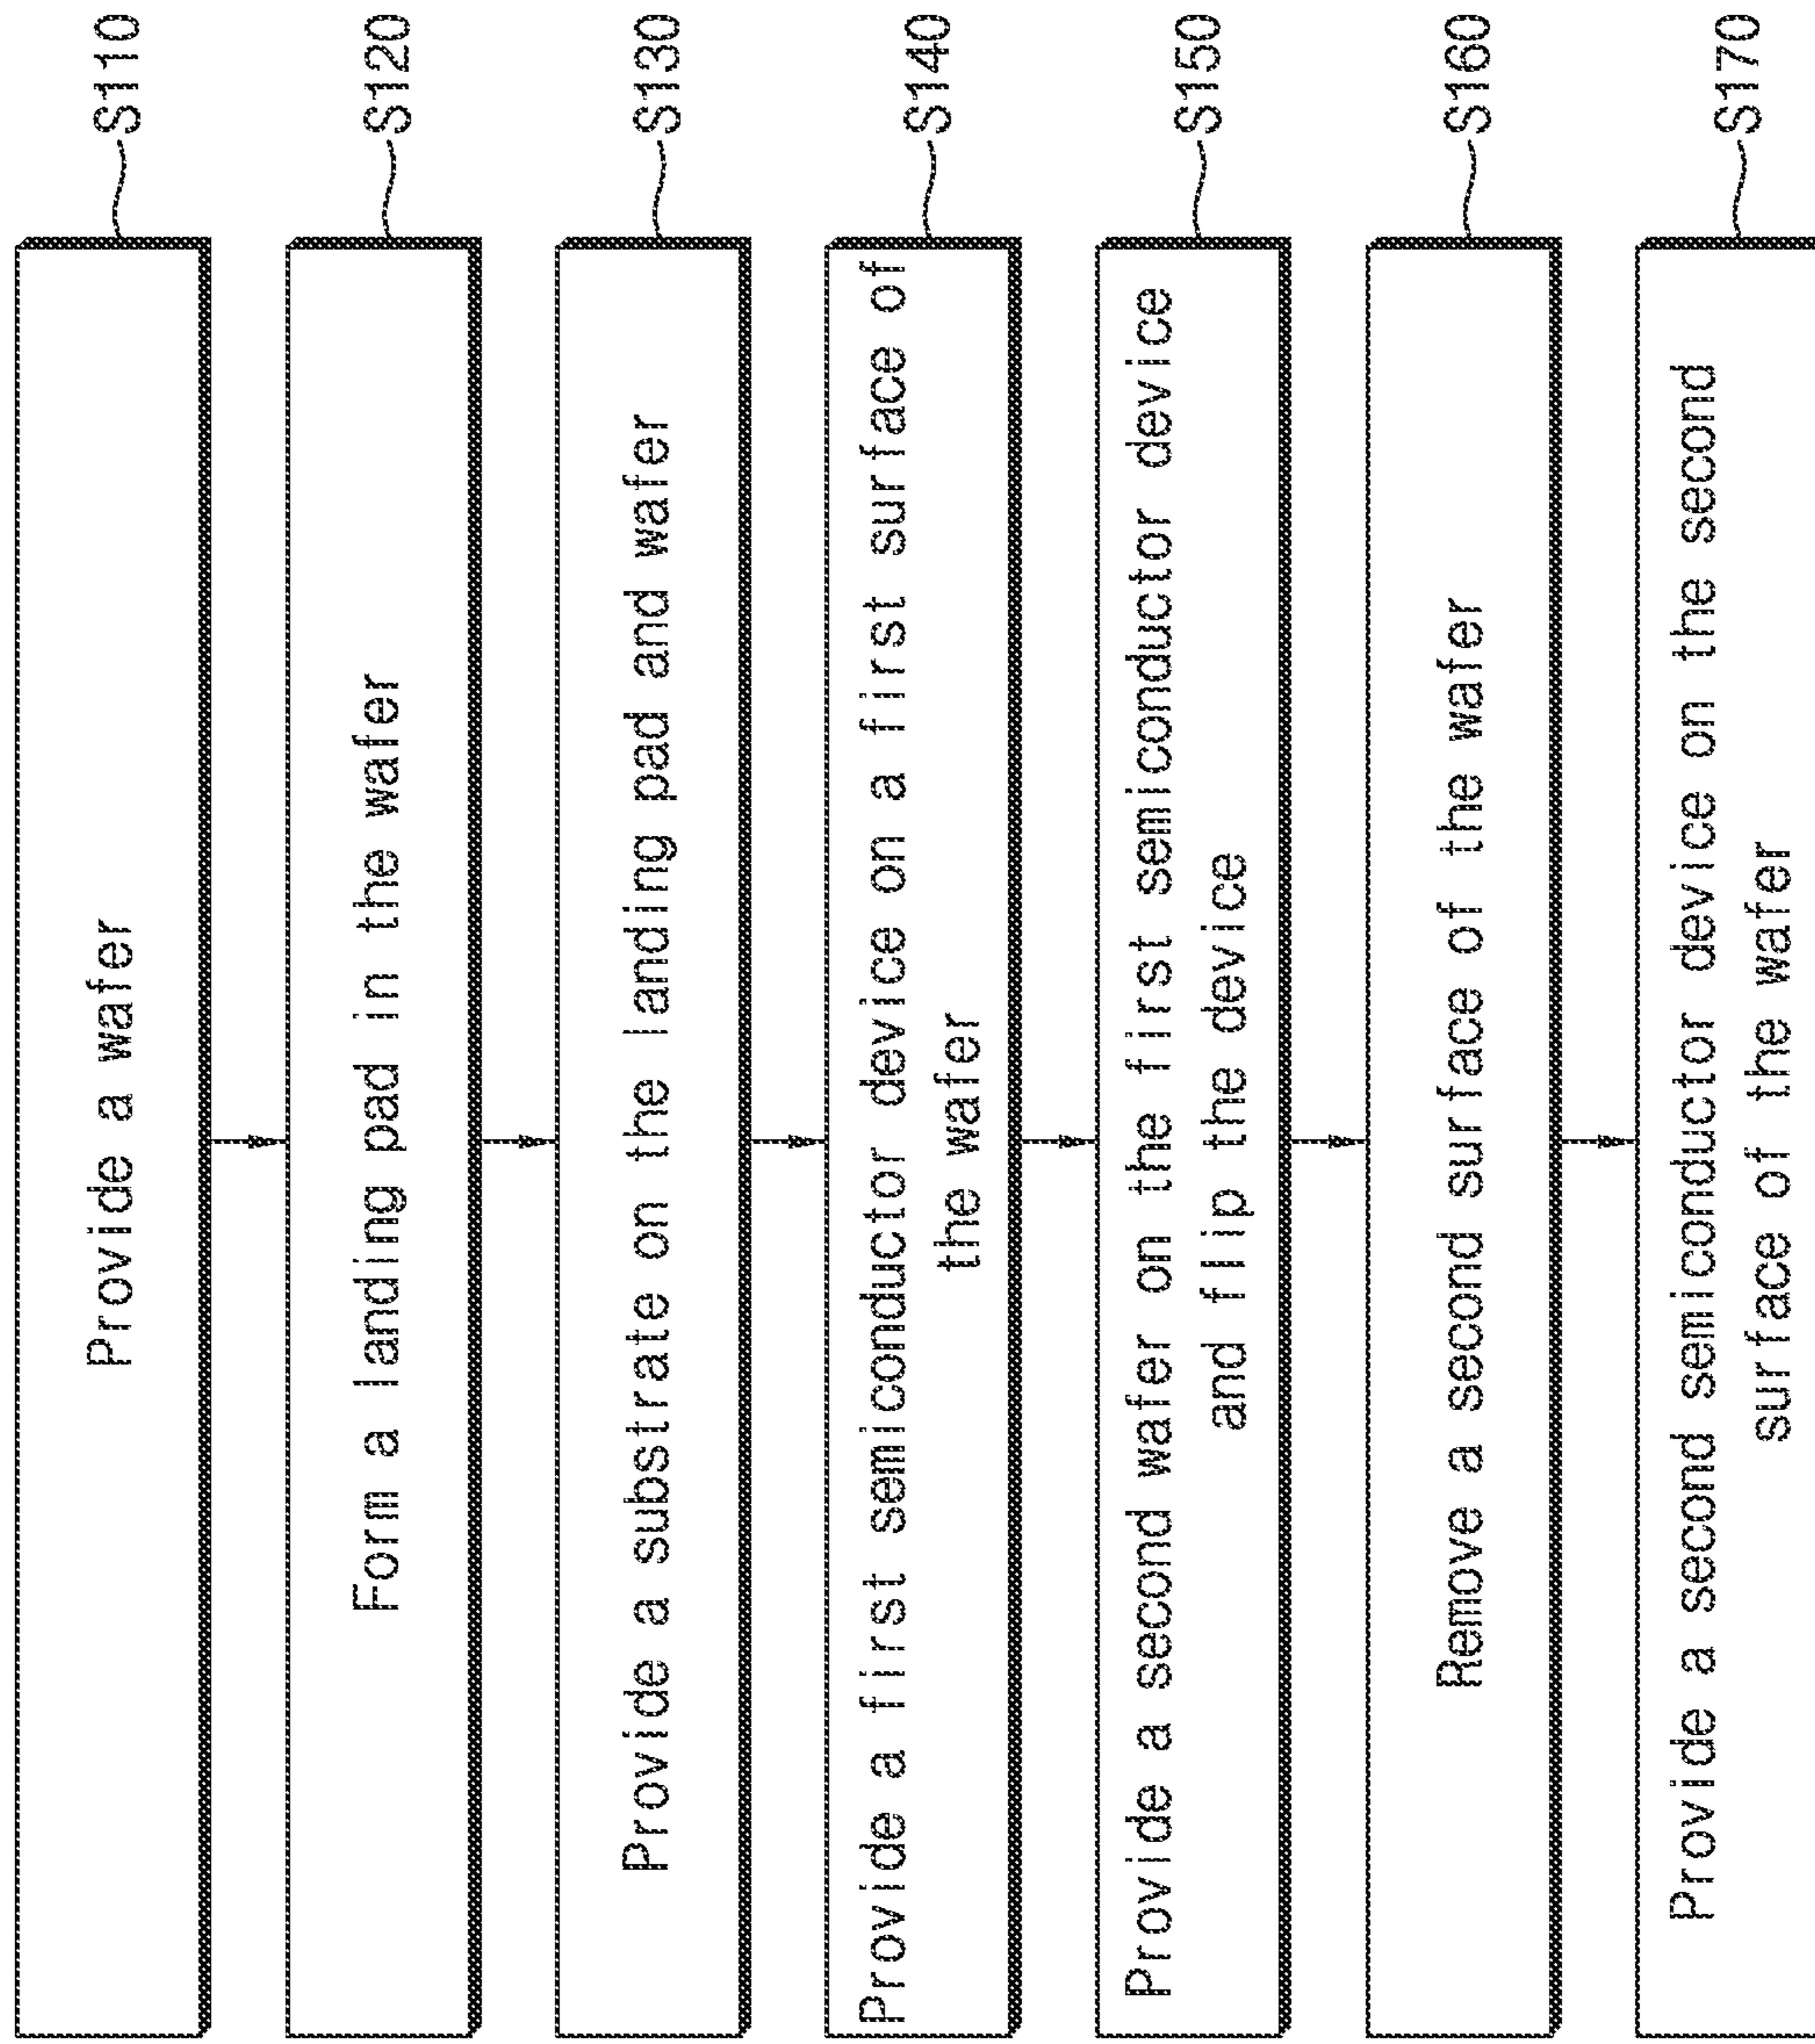 Provide a wafer
S110
Form a landing pad in the wafer
S120
Provide a substrate on the landing pad and wafer
S130
Provide a first semiconductor device on a first surface of
the wafer
S140
Provide a second wafer on the first semiconductor device
and flip the device
S150
Remove a second surface of the wafer
S160
Provide a second semiconductor device on the second
surface of the wafer
S170